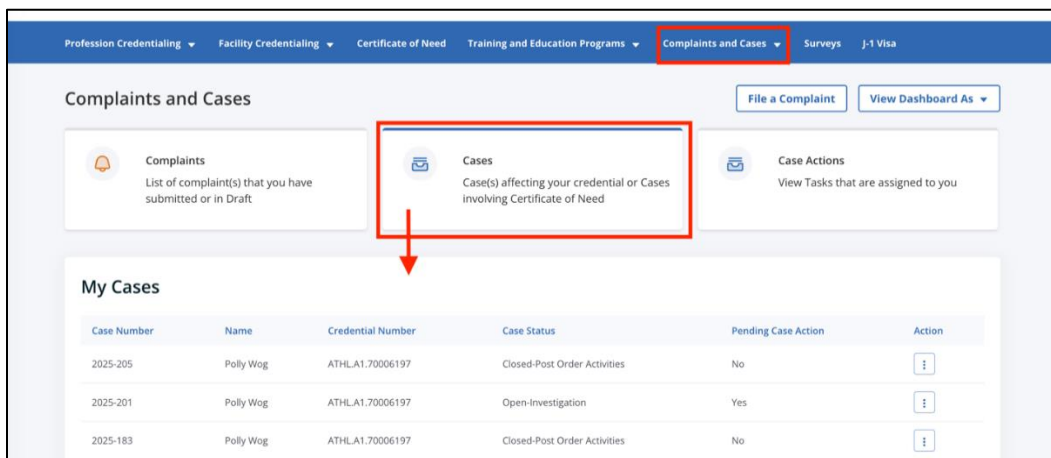 Profession Credentialing Facility Credentialing Certificate of Need Training and Education Programs Complaints and Cases Surveys J-1 Visa
Complaints and Cases File a Complaint View Dashboard As
Complaints
List of complaint(s) that you have
submitted or in Draft
Cases
Case(s) affecting your credential or Cases
involving Certificate of Need
Case Actions
View Tasks that are assigned to you
My Cases
Case Number Name Credential Number Case Status Pending Case Action Action
2025-205 Polly Wog ATHL.A1.70006197 Closed-Post Order Activities No
2025-201 Polly Wog ATHL.A1.70006197 Open-Investigation Yes
2025-183 Polly Wog ATHL.A1.70006197 Closed-Post Order Activities No